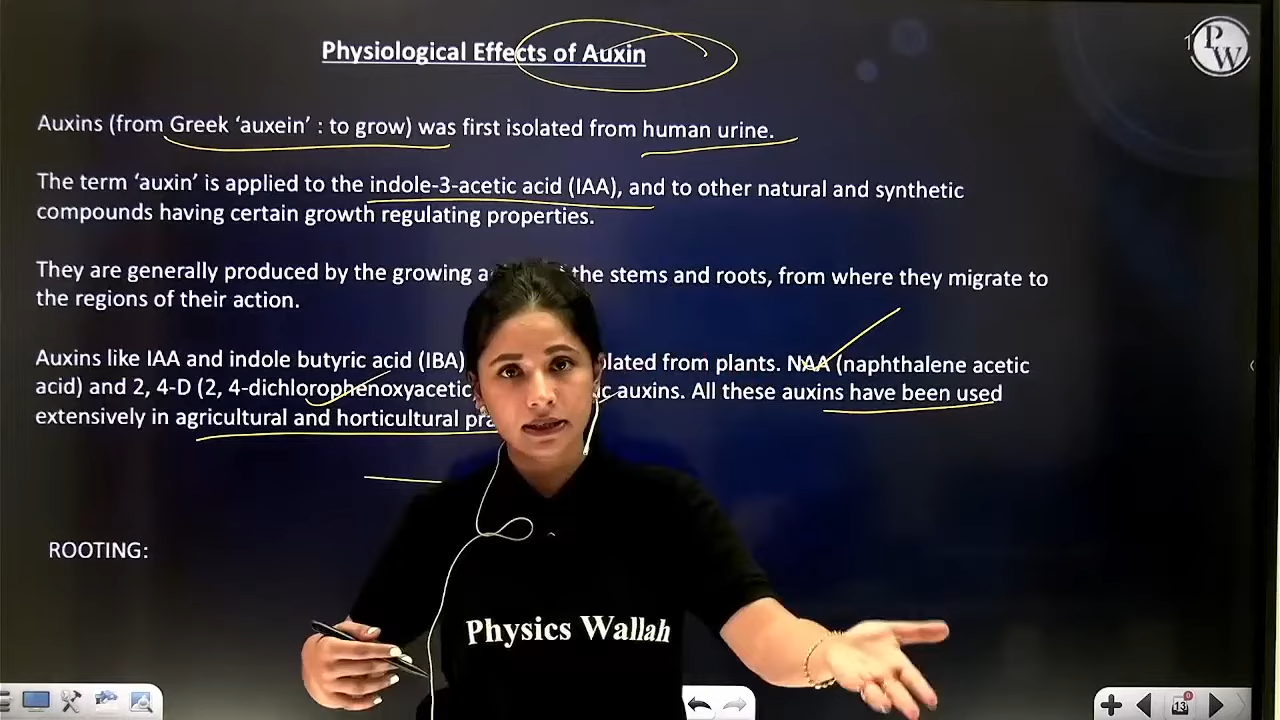 Physiological Effects of Auxin
1
PW
Auxins (from Greek ‘auxein’ : to grow) was first isolated from human urine.
The term ‘auxin’ is applied to the indole-3-acetic acid (IAA), and to other natural and synthetic
compounds having certain growth regulating properties.
They are generally produced by the growing the stems and roots, from where they migrate to
the regions of their action.
Auxins like IAA and indole butyric acid (IBA) from plants. NAA (naphthalene acetic
acid) and 2, 4-D (2, 4-dichlorophenoxyacetic auxins. All these auxins have been used
extensively in agricultural and horticultural
ROOTING:
Physics Wallah
13